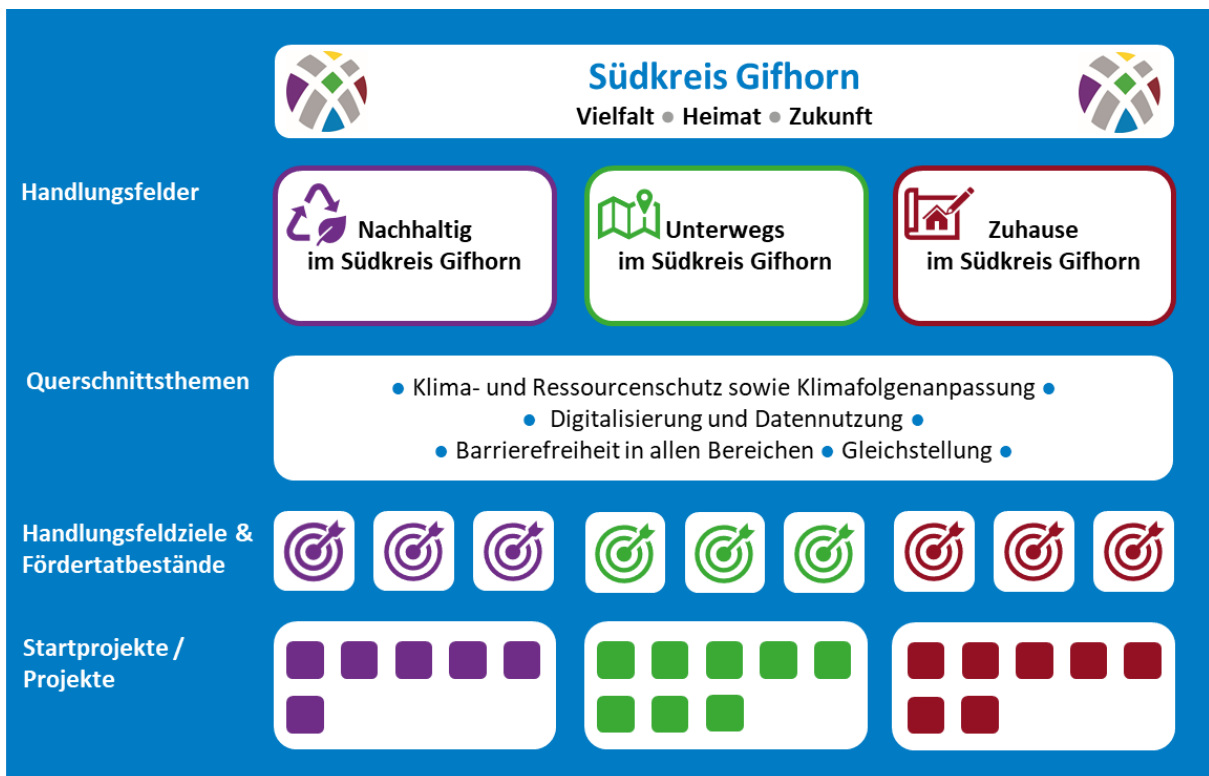 Südkreis Gifhorn
Vielfalt ● Heimat ● Zukunft
Handlungsfelder
Nachhaltig
im Südkreis Gifhorn
Unterwegs
im Südkreis Gifhorn
Zuhause
im Südkreis Gifhorn
Querschnittsthemen
● Klima- und Ressourcenschutz sowie Klimafolgenanpassung ●
● Digitalisierung und Datennutzung ●
● Barrierefreiheit in allen Bereichen ● Gleichstellung ●
Handlungsfeldziele &
Fördertatbestände
Startprojekte /
Projekte